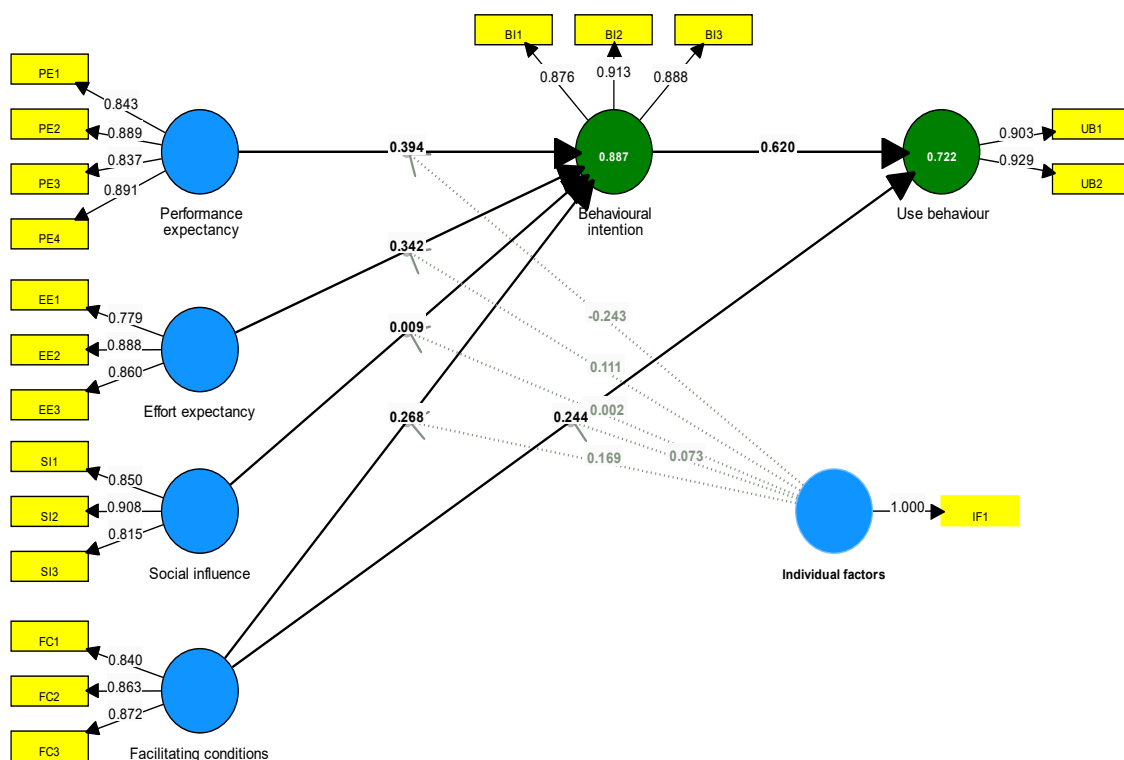 BI1
BI2
BI3
0.876
0.913
0.888
PE1
0.843
PE2
0.889
PE3
0.837
PE4
0.891
Performance
expectancy
0.394
0.887
Behavioural
intention
0.620
0.722
Use behaviour
0.903
UB1
0.929
UB2
EE1
0.779
EE2
0.888
EE3
0.860
Effort expectancy
0.342
0.009
0.268
0.244
-0.243
0.111
0.002
0.073
0.169
SI1
0.850
SI2
0.908
SI3
0.815
Social influence
1.000
IF1
Individual factors
FC1
0.840
FC2
0.863
FC3
0.872
Facilitating conditions